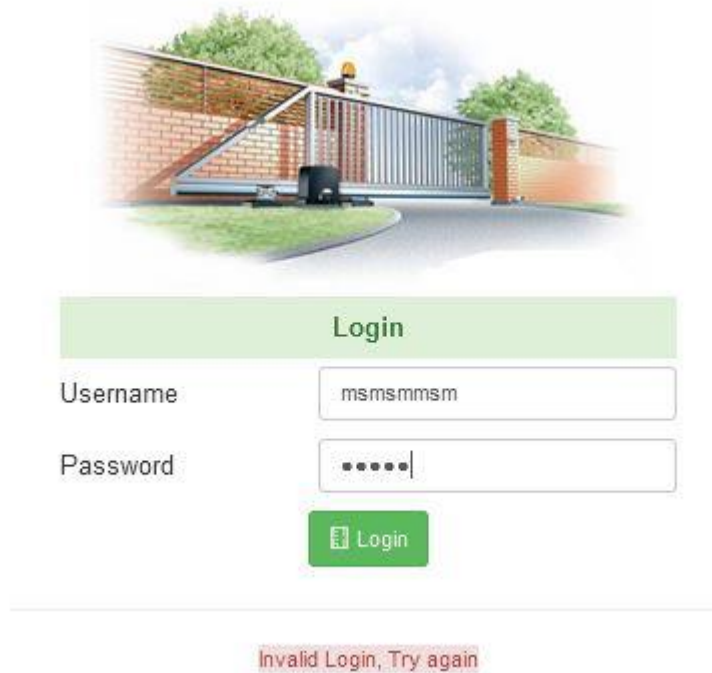 Login
Username
msmsmmsm
Password
•••••
Login
Invalid Login, Try again